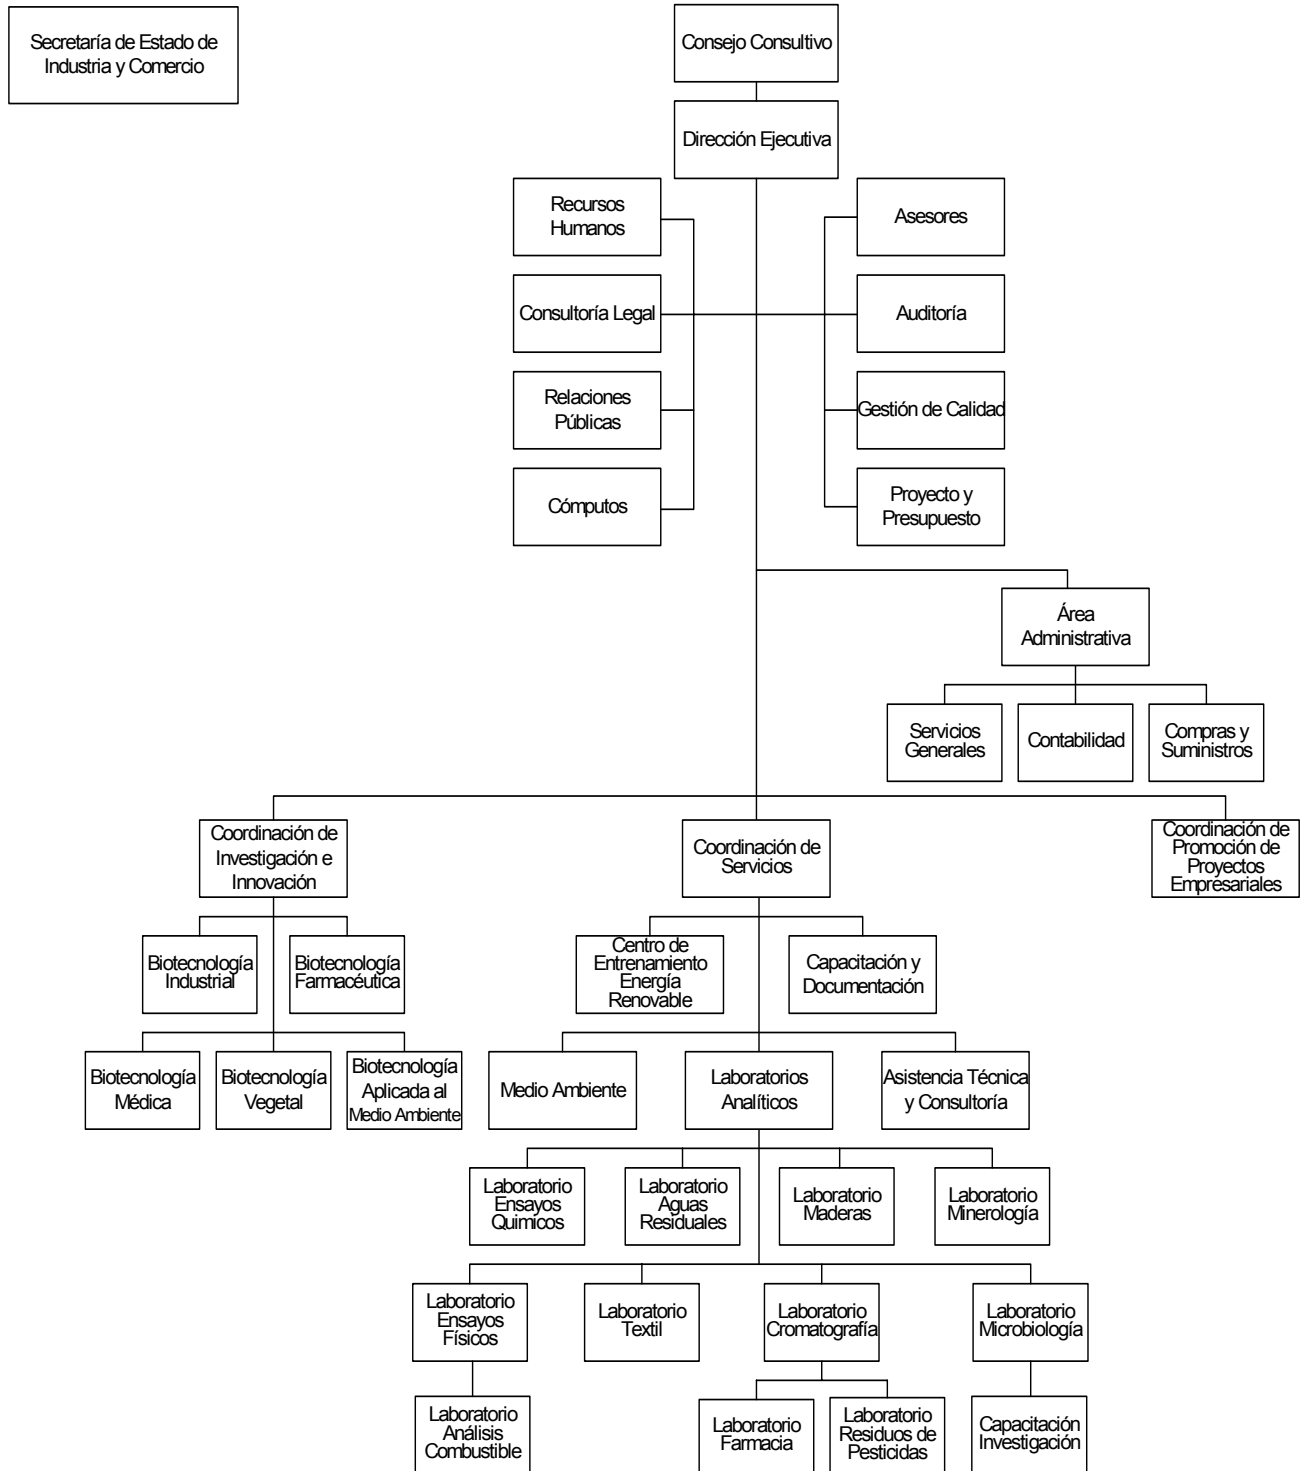 Secretaría de Estado de
Industria y Comercio
Consejo Consultivo
Dirección Ejecutiva
Recursos
Humanos
Asesores
Consultoría Legal
Auditoría
Relaciones
Públicas
Gestión de Calidad
Cómputos
Proyecto y
Presupuesto
Área
Administrativa
Servicios
Generales
Contabilidad
Compras y
Suministros
Coordinación de
Investigación e
Innovación
Coordinación de
Servicios
Coordinación de
Promoción de
Proyectos
Empresariales
Biotecnología
Industrial
Biotecnología
Farmacéutica
Centro de
Entrenamiento
Energía
Renovable
Capacitación y
Documentación
Biotecnología
Médica
Biotecnología
Vegetal
Biotecnología
Aplicada al
Medio Ambiente
Medio Ambiente
Laboratorios
Analíticos
Asistencia Técnica
y Consultoría
Laboratorio
Ensayos
Quimicos
Laboratorio
Aguas
Residuales
Laboratorio
Maderas
Laboratorio
Minerología
Laboratorio
Ensayos
Físicos
Laboratorio
Textil
Laboratorio
Cromatografía
Laboratorio
Microbiología
Laboratorio
Análisis
Combustible
Laboratorio
Farmacia
Laboratorio
Residuos de
Pesticidas
Capacitación
Investigación